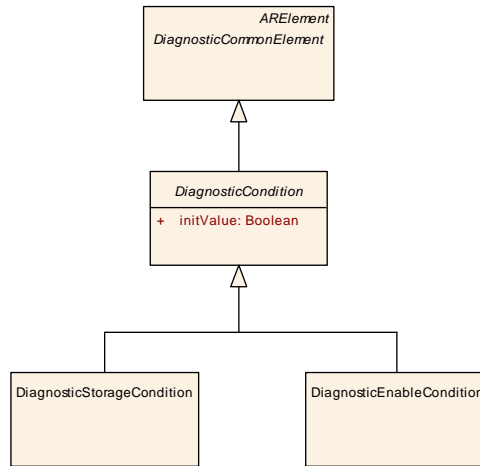 ARElement
DiagnosticCommonElement
DiagnosticCondition
+ initValue: Boolean
DiagnosticStorageCondition
DiagnosticEnableCondition